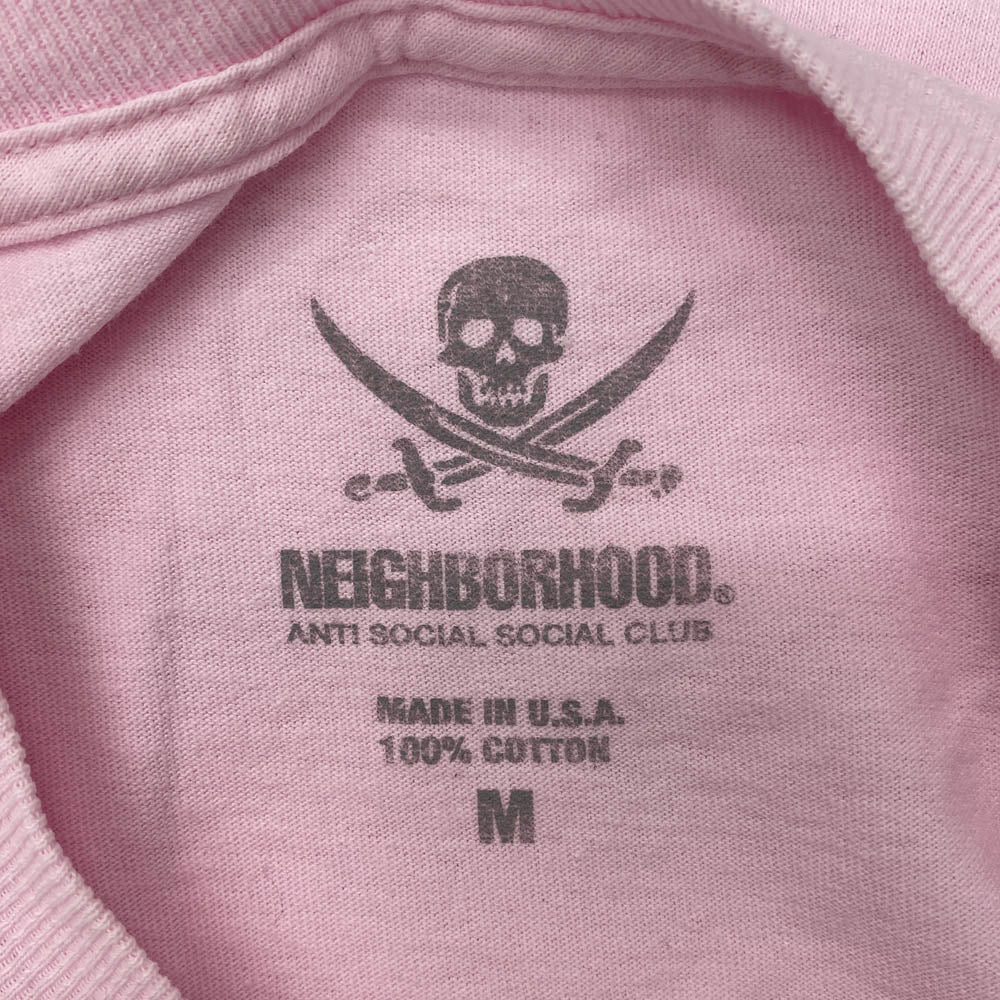 NEIGHBORHOOD®
ANTI SOCIAL SOCIAL CLUB
MADE IN U.S.A.
100% COTTON
M